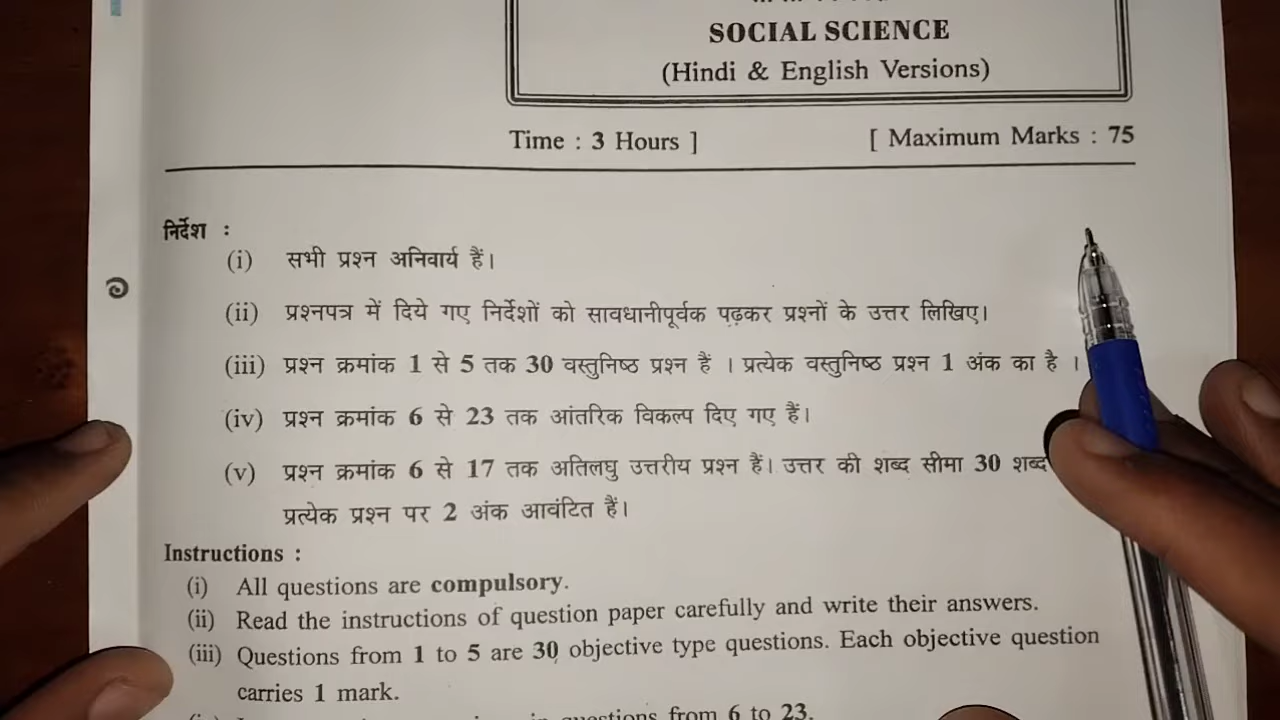 SOCIAL SCIENCE
(Hindi & English Versions)
Time : 3 Hours ]
[ Maximum Marks : 75
निर्देश :
(i) सभी प्रश्न अनिवार्य हैं।
(ii) प्रश्नपत्र में दिये गए निर्देशों को सावधानीपूर्वक पढ़कर प्रश्नों के उत्तर लिखिए।
(iii) प्रश्न क्रमांक 1 से 5 तक 30 वस्तुनिष्ठ प्रश्न हैं । प्रत्येक वस्तुनिष्ठ प्रश्न 1 अंक का है ।
(iv) प्रश्न क्रमांक 6 से 23 तक आंतरिक विकल्प दिए गए हैं।
(v) प्रश्न क्रमांक 6 से 17 तक अतिलघु उत्तरीय प्रश्न हैं। उत्तर की शब्द सीमा 30 शब्द
प्रत्येक प्रश्न पर 2 अंक आवंटित हैं।
Instructions :
(i) All questions are compulsory.
(ii) Read the instructions of question paper carefully and write their answers.
(iii) Questions from 1 to 5 are 30 objective type questions. Each objective question
carries 1 mark.
questions from 6 to 23.